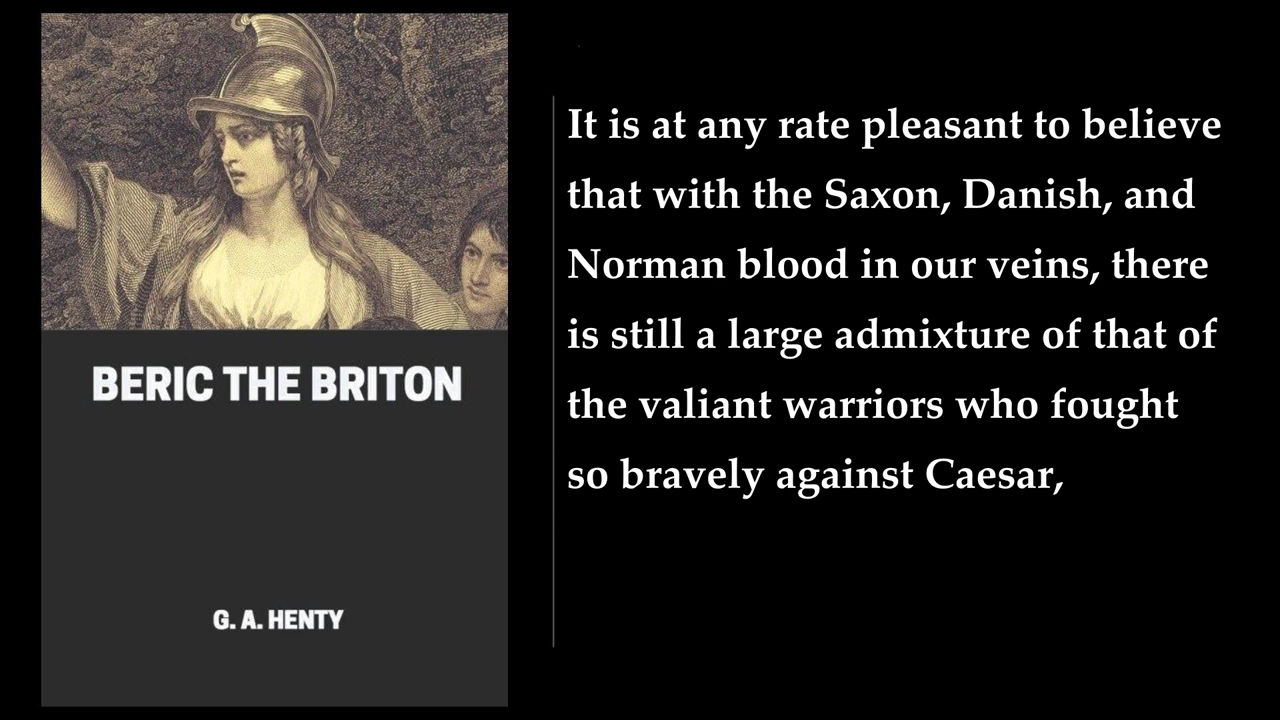 BERIC THE BRITON
G. A. HENTY
It is at any rate pleasant to believe
that with the Saxon, Danish, and
Norman blood in our veins, there
is still a large admixture of that of
the valiant warriors who fought
so bravely against Caesar,